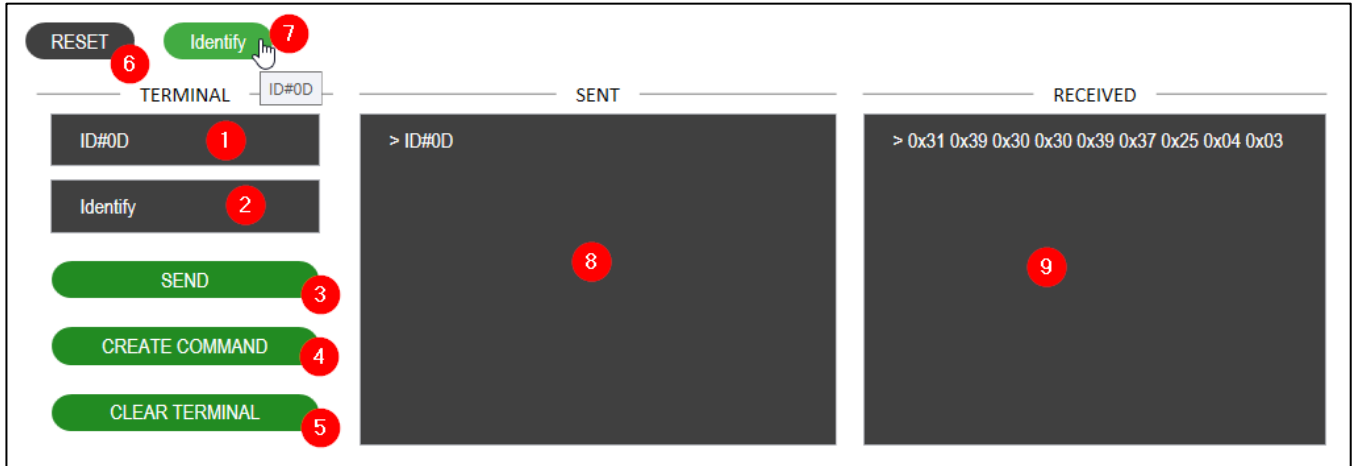 RESET
6
Identify
7
ID#0D
TERMINAL
SENT
RECEIVED
ID#0D
1
> ID#0D
> 0x31 0x39 0x30 0x30 0x39 0x37 0x25 0x04 0x03
Identify
2
8
9
SEND
3
CREATE COMMAND
4
CLEAR TERMINAL
5